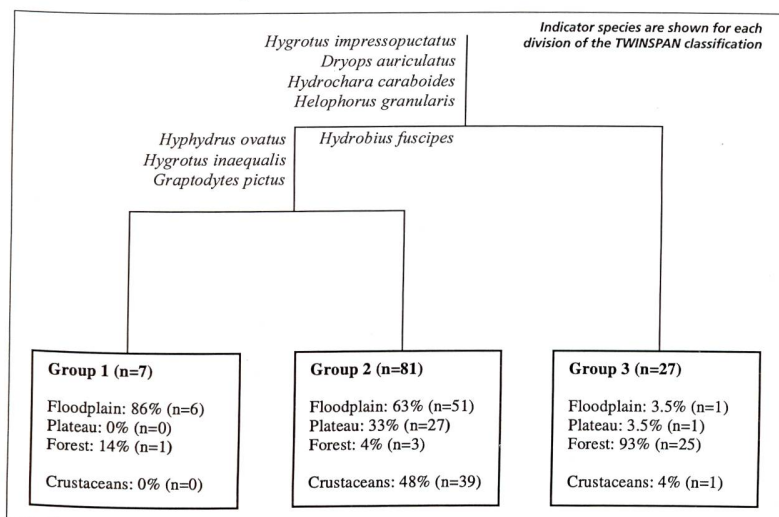 Indicator species are shown for each
division of the TWINSPAN classification
Hygrotus impressopuctatus
Dryops auriculatus
Hydrochara caraboides
Helophorus granularis
Hyphydrus ovatus
Hygrotus inaequalis
Graptodytes pictus
Hydrobius fuscipes
Group 1 (n=7)
Floodplain: 86% (n=6)
Plateau: 0% (n=0)
Forest: 14% (n=1)
Crustaceans: 0% (n=0)
Group 2 (n=81)
Floodplain: 63% (n=51)
Plateau: 33% (n=27)
Forest: 4% (n=3)
Crustaceans: 48% (n=39)
Group 3 (n=27)
Floodplain: 3.5% (n=1)
Plateau: 3.5% (n=1)
Forest: 93% (n=25)
Crustaceans: 4% (n=1)